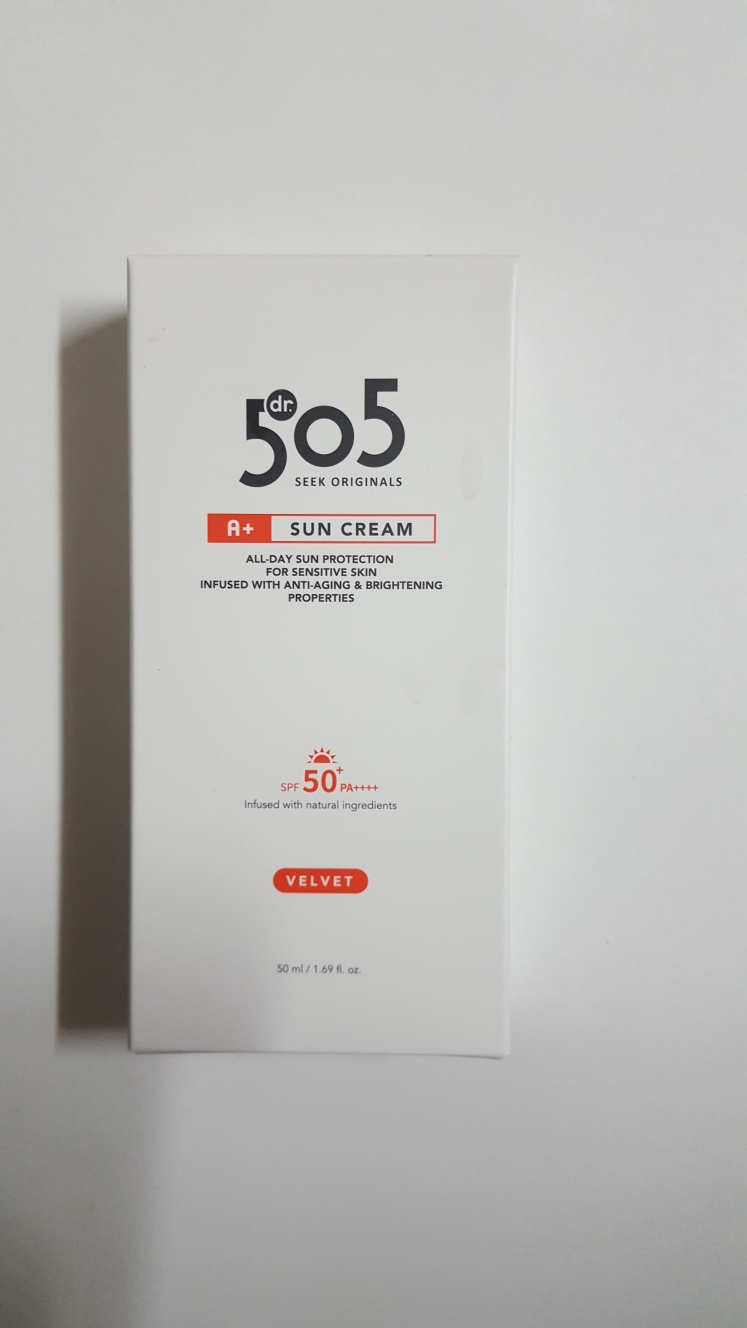 dr.
505
SEEK ORIGINALS
A+ SUN CREAM
ALL-DAY SUN PROTECTION
FOR SENSITIVE SKIN
INFUSED WITH ANTI-AGING & BRIGHTENING
PROPERTIES
SPF 50+ PA++++
Infused with natural ingredients
VELVET
50 ml / 1.69 fl. oz.